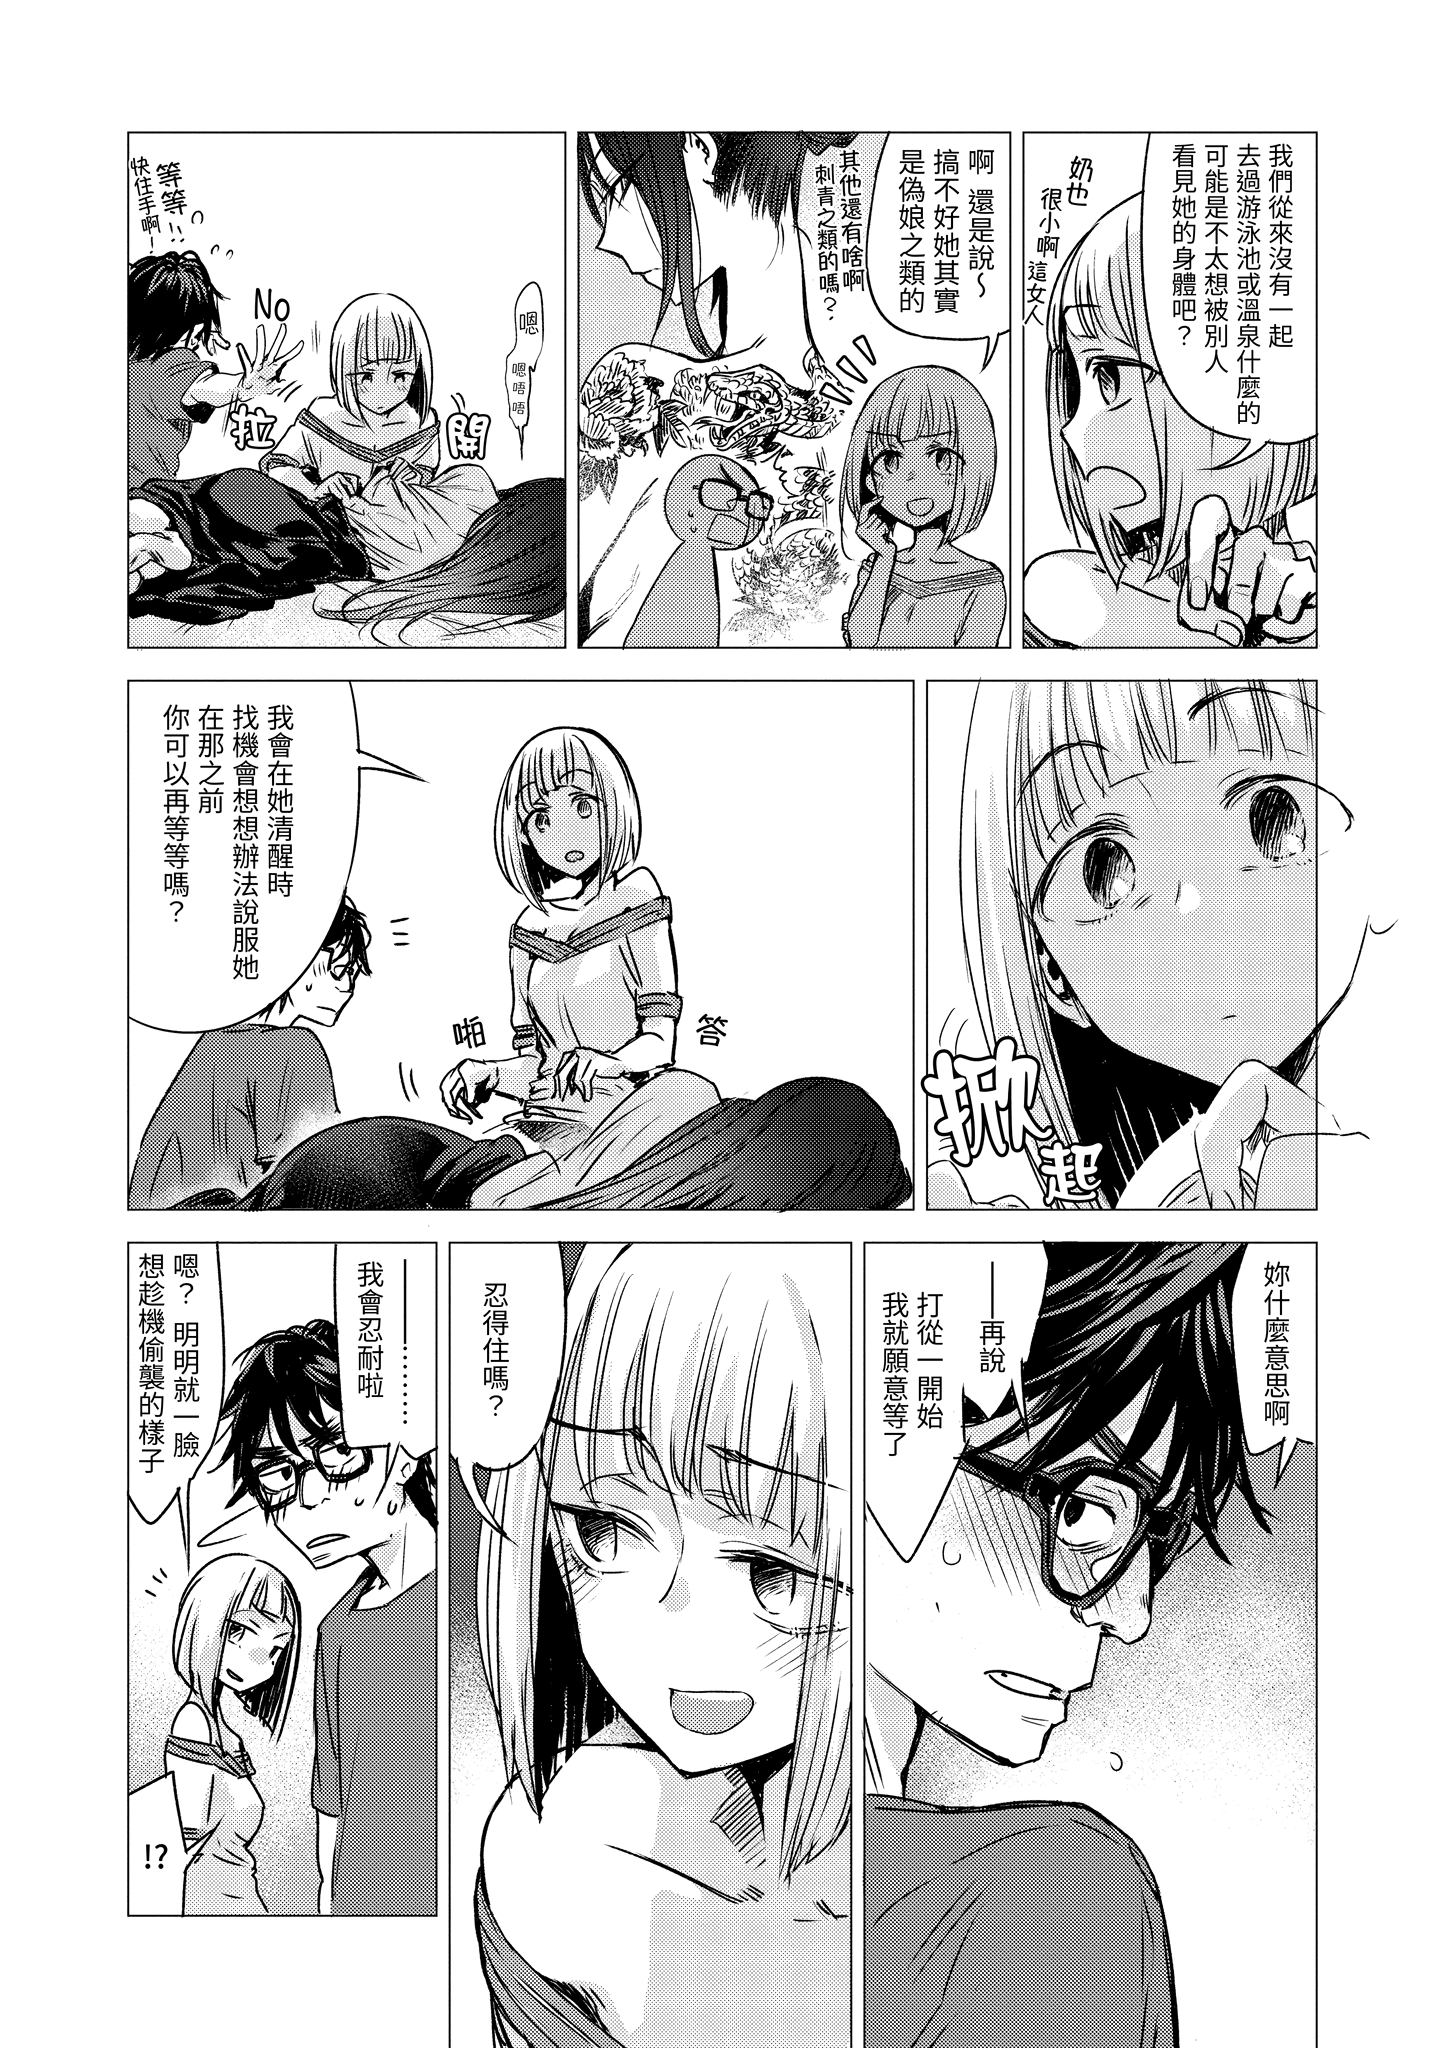 我們從來沒有一起
去過游泳池或溫泉什麼的
可能是不太想被別人
看見她的身體吧？
奶也
很小啊 這女人
啊 還是說～
搞不好她其實
是偽娘之類的
其他還有啥啊
刺青之類的嗎？
嗯
嗯唔唔
等等!!
快住手啊！
NO
拉
開
掀
起
我會在她清醒時
找機會想想辦法說服她
在那之前
你可以再等等嗎？
啪
答
妳什麼意思啊
──再說
打從一開始
我就願意等了
忍得住嗎？
────………
我會忍耐啦
嗯？ 明明就一臉
想趁機偷襲的樣子
!?